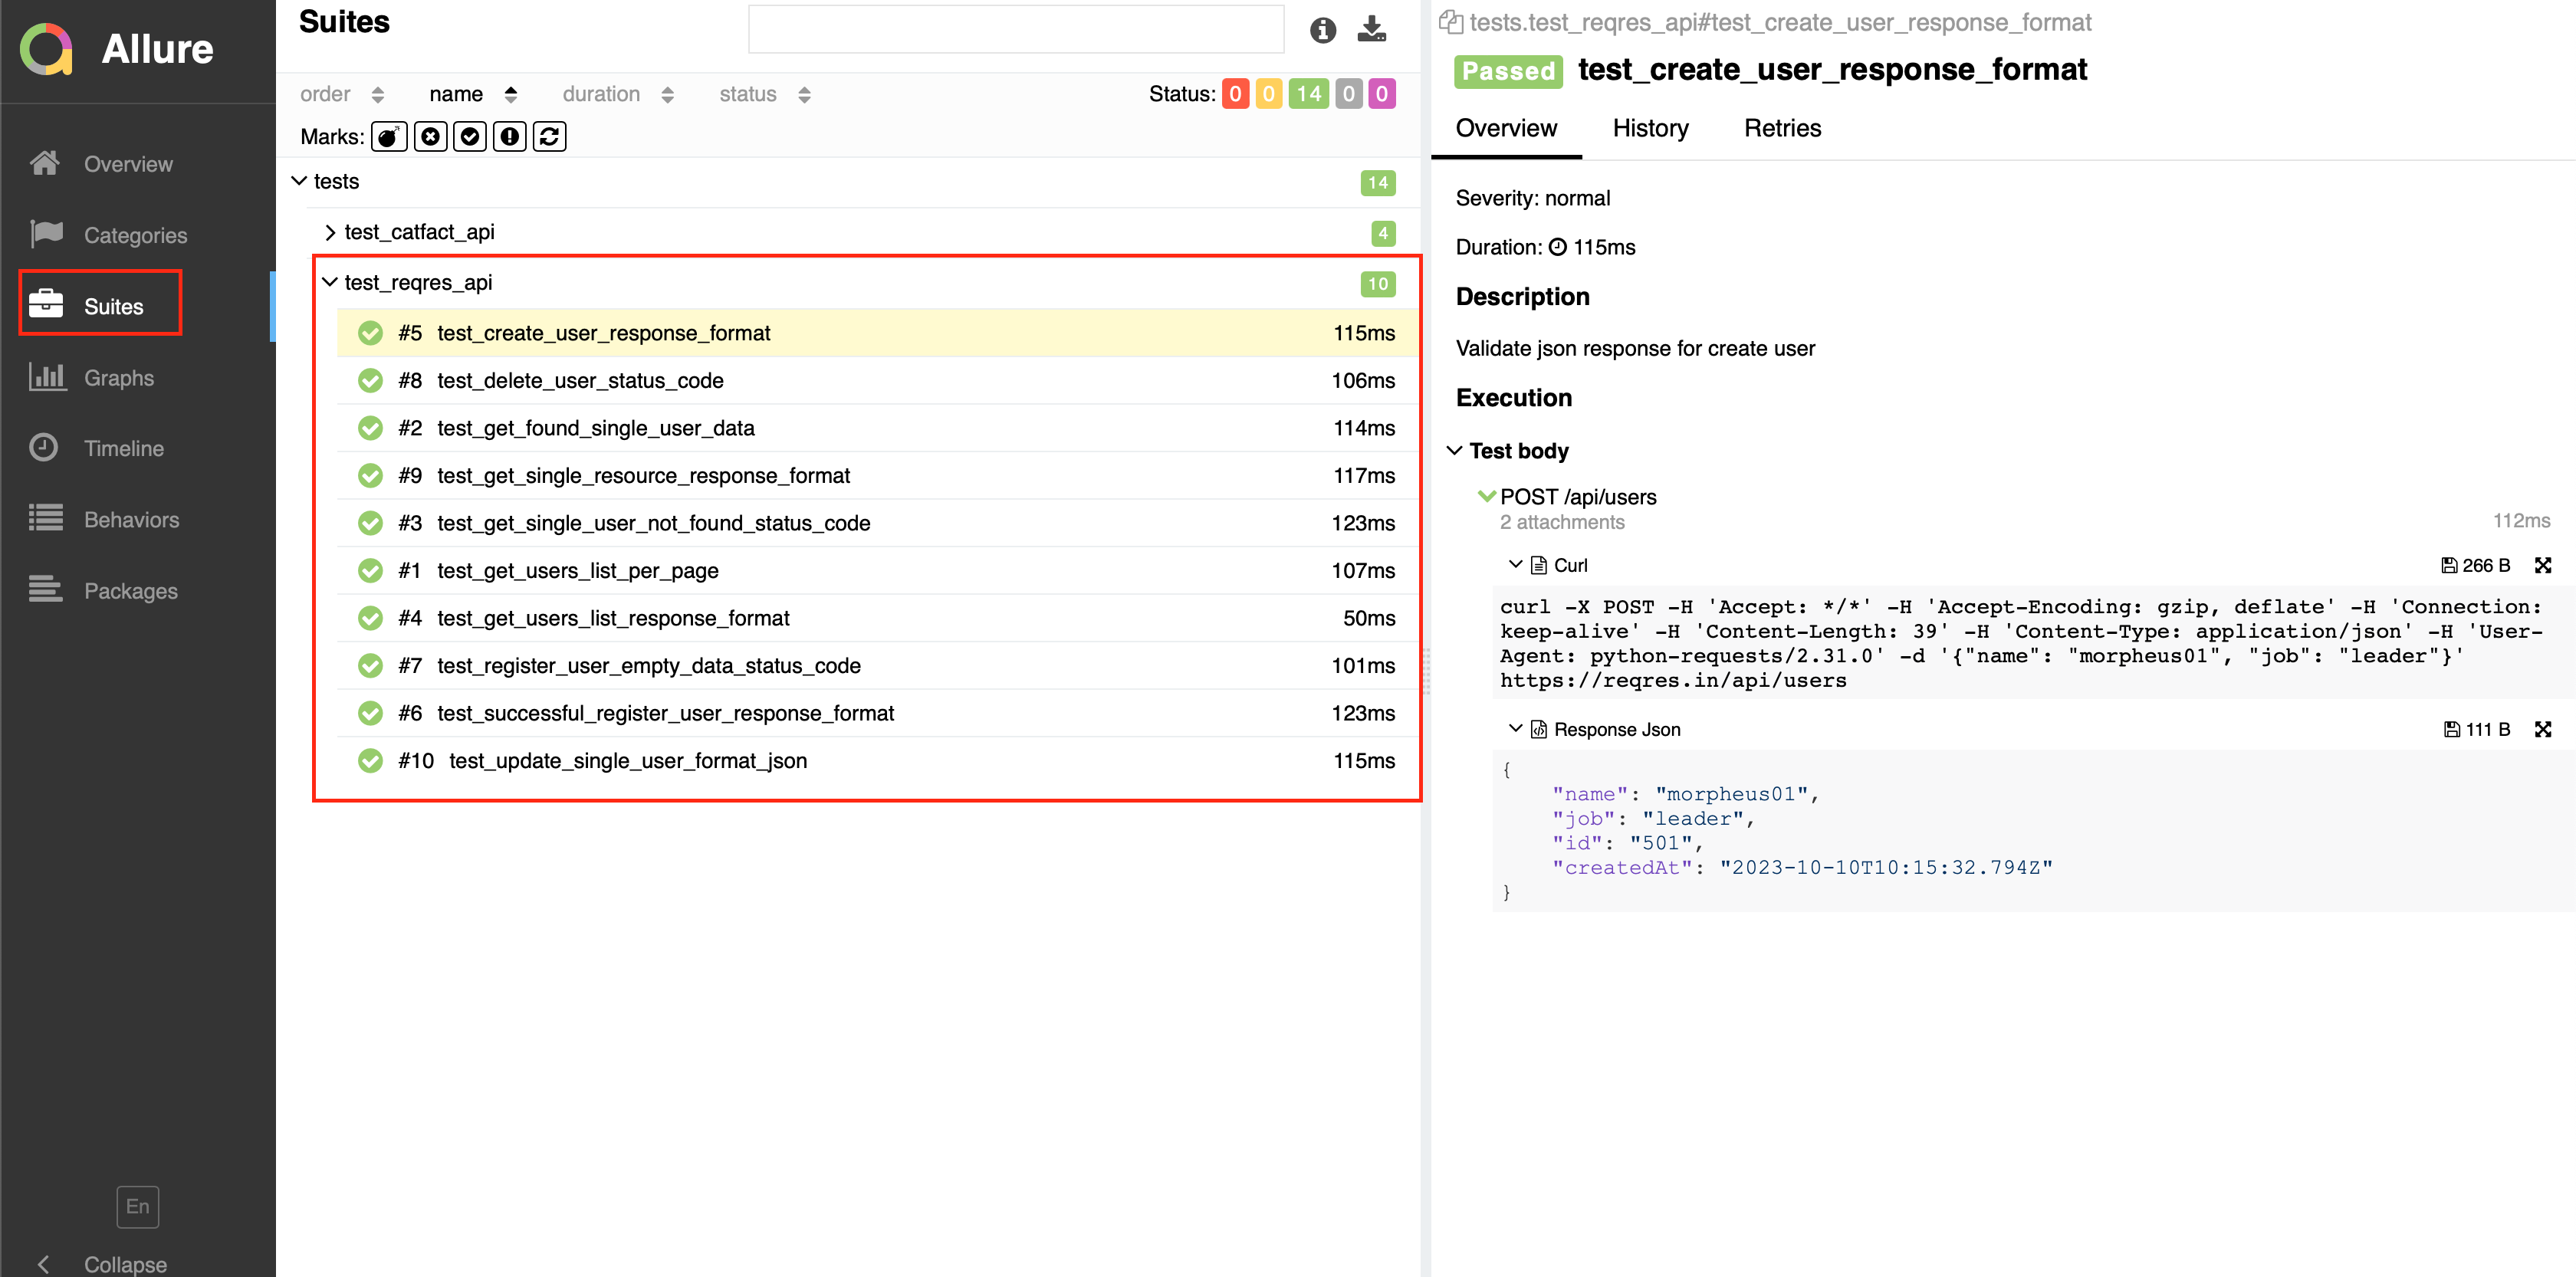 Allure
Overview
Categories
Suites
Graphs
Timeline
Behaviors
Packages
En
Collapse
Suites
order name duration status Status: 0 0 14 0 0
Marks:
tests 14
test_catfact_api 4
test_reqres_api 10
#5 test_create_user_response_format 115ms
#8 test_delete_user_status_code 106ms
#2 test_get_found_single_user_data 114ms
#9 test_get_single_resource_response_format 117ms
#3 test_get_single_user_not_found_status_code 123ms
#1 test_get_users_list_per_page 107ms
#4 test_get_users_list_response_format 50ms
#7 test_register_user_empty_data_status_code 101ms
#6 test_successful_register_user_response_format 123ms
#10 test_update_single_user_format_json 115ms
tests.test_reqres_api#test_create_user_response_format
Passed test_create_user_response_format
Overview History Retries
Severity: normal
Duration: 115ms
Description
Validate json response for create user
Execution
Test body
POST /api/users
2 attachments 112ms
Curl 266 B
curl -X POST -H 'Accept: */*' -H 'Accept-Encoding: gzip, deflate' -H 'Connection:
keep-alive' -H 'Content-Length: 39' -H 'Content-Type: application/json' -H 'User-
Agent: python-requests/2.31.0' -d '{"name": "morpheus01", "job": "leader"}'
https://reqres.in/api/users
Response Json 111 B
{
"name": "morpheus01",
"job": "leader",
"id": "501",
"createdAt": "2023-10-10T10:15:32.794Z"
}